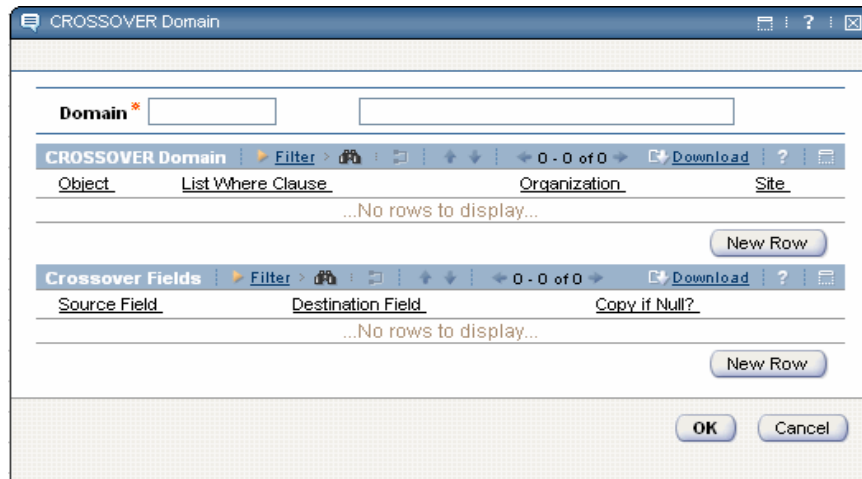 CROSSOVER Domain
?
Domain *
CROSSOVER Domain Filter > 0 - 0 of 0 Download ?
Object List Where Clause Organization Site
...No rows to display...
New Row
Crossover Fields Filter > 0 - 0 of 0 Download ?
Source Field Destination Field Copy if Null?
...No rows to display...
New Row
OK Cancel